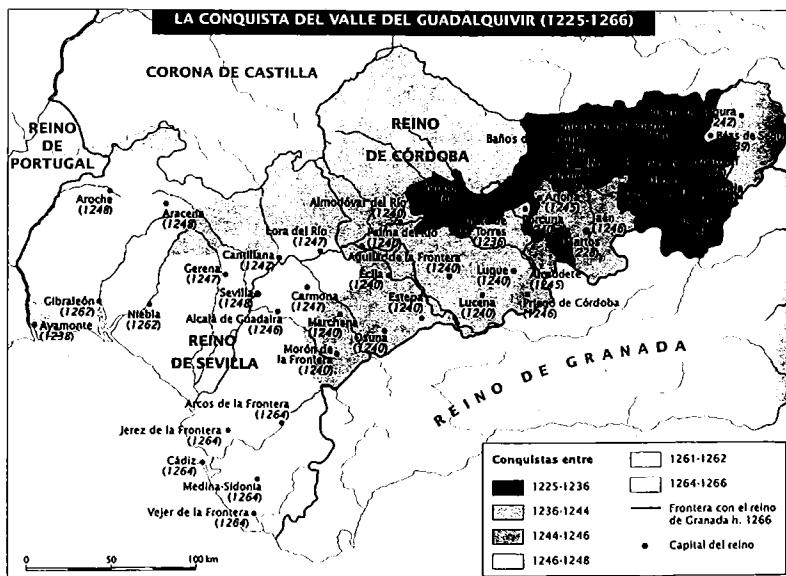 LA CONQUISTA DEL VALLE DEL GUADALQUIVIR (1225-1266)
CORONA DE CASTILLA
REINO
DE PORTUGAL
REINO
DE CÓRDOBA
Baños
Aroche
(1248)
Aracena
(1248)
Almodóvar del Río
(1240)
Palma del Río
(1240)
Lora del Río
(1247)
Cantillana
(1247)
Gerena
(1247)
Sevilla
(1248)
Carmona
(1247)
Alcalá de Guadaira
(1246)
Gibraleón
(1262)
Niebla
(1262)
Ayamonte
(1238)
REINO
DE SEVILLA
Aguilar de la Frontera
(1240)
Écija
(1240)
Estepa
(1240)
Marchena
(1240)
Osuna
(1240)
Morón de
la Frontera
(1240)
Torres
(1236)
Lucena
(1240)
Luque
(1240)
Alcaudete
(1245)
Priego de Córdoba
(1246)
Jaén
Arcos de la Frontera
(1264)
Jerez de la Frontera
(1264)
Cádiz
(1264)
Medina-Sidonia
(1264)
Vejer de la Frontera
(1264)
REINO DE GRANADA
0 50 100 km
Conquistas entre
1225-1236
1236-1244
1244-1246
1246-1248
1261-1262
1264-1266
Frontera con el reino
de Granada h. 1266
Capital del reino